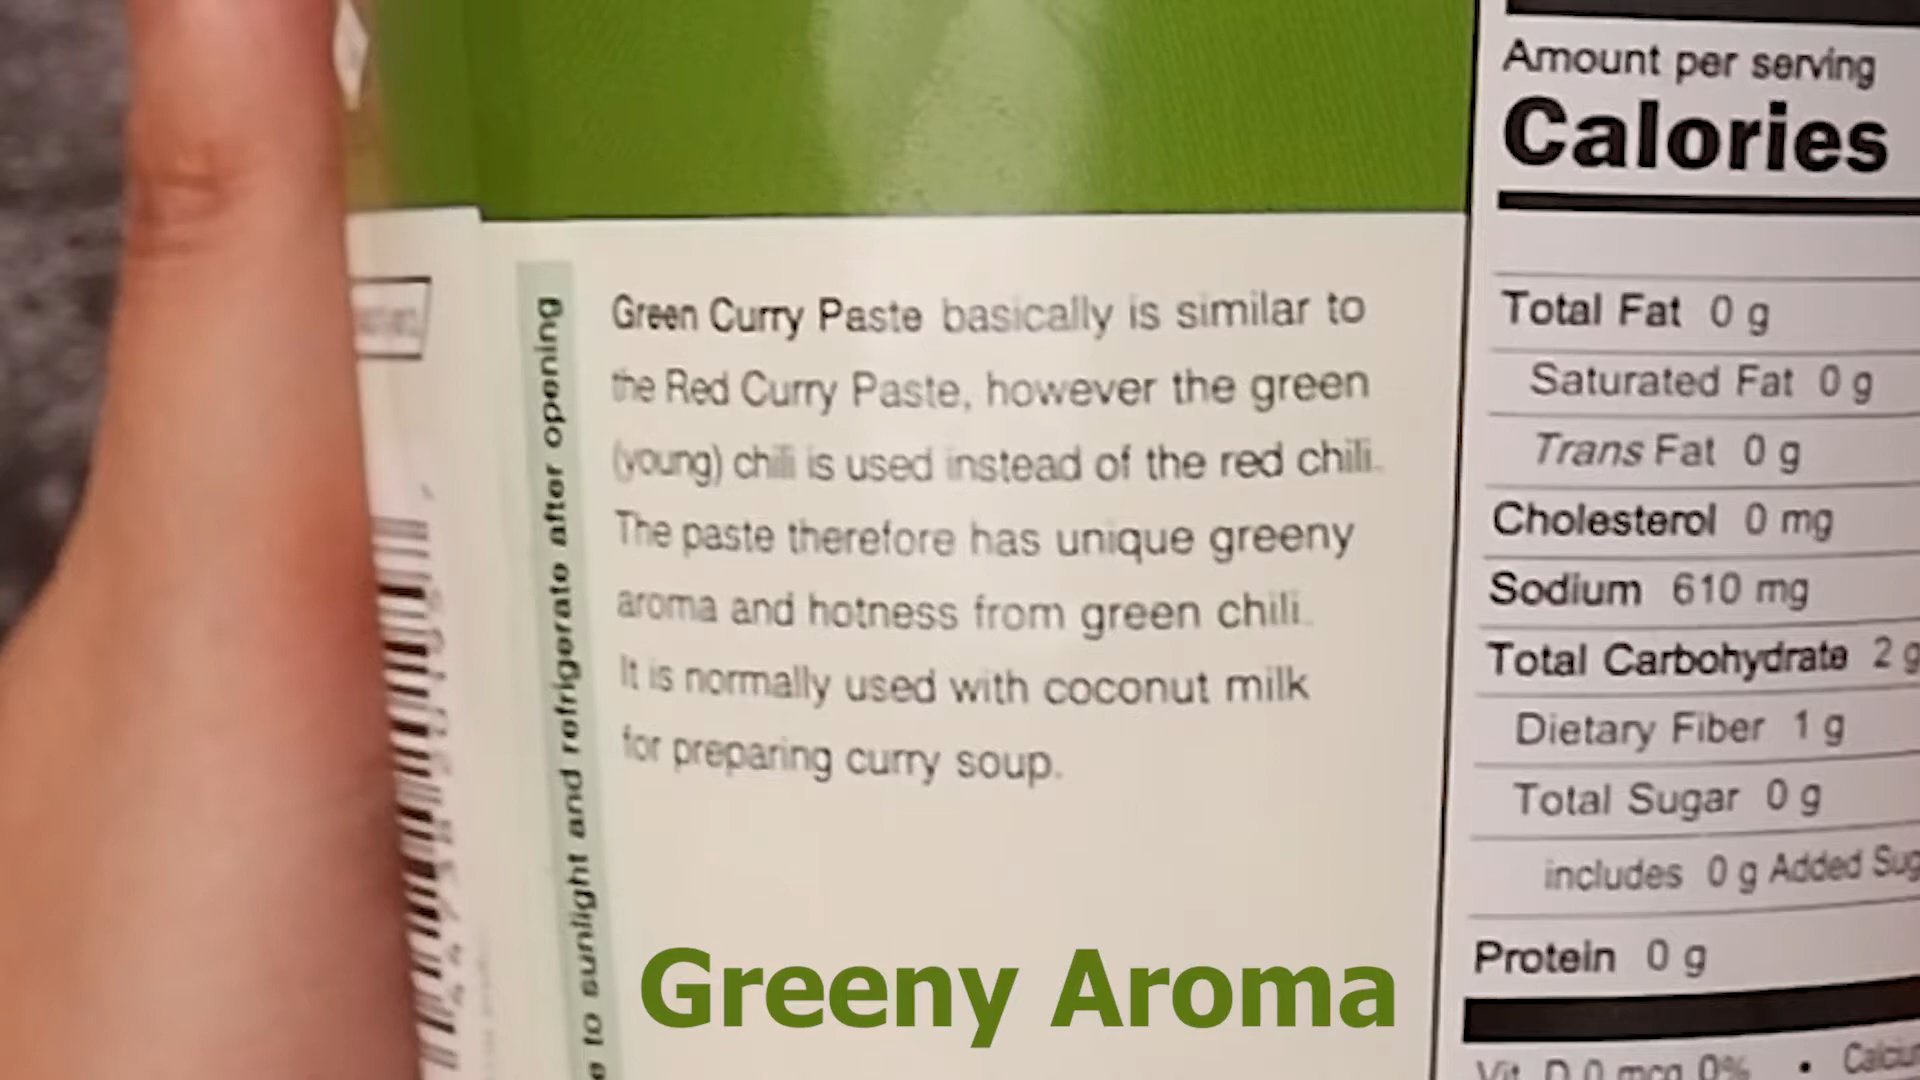 Green Curry Paste basically is similar to
the Red Curry Paste, however the green
(young) chili is used instead of the red chili.
The paste therefore has unique greeny
aroma and hotness from green chili.
It is normally used with coconut milk
for preparing curry soup.
to sunlight and refrigerate after opening
Greeny Aroma
Amount per serving
Calories
Total Fat 0 g
Saturated Fat 0 g
Trans Fat 0 g
Cholesterol 0 mg
Sodium 610 mg
Total Carbohydrate 2 g
Dietary Fiber 1 g
Total Sugar 0 g
includes 0 g Added Sug
Protein 0 g
Vit. D 0 mcg 0% • Calciu